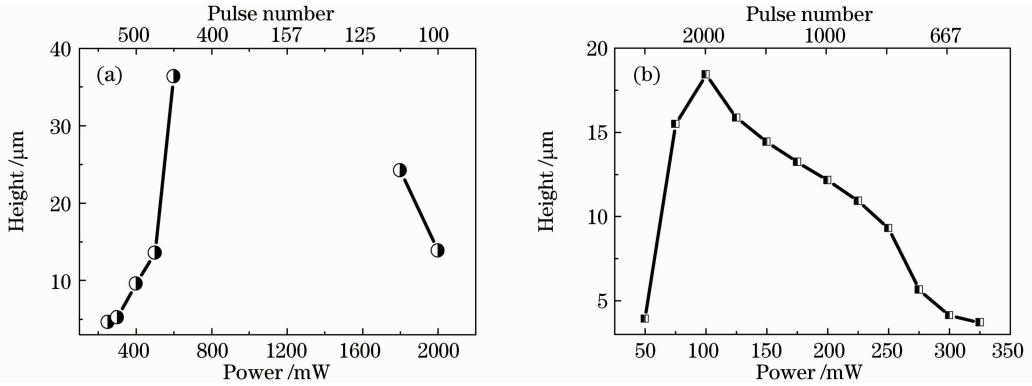 Pulse number
500 400 157 125 100
(a)
40
30
20
10
Height /μm
400 800 1200 1600 2000
Power /mW
Pulse number
2000 1000 667
(b)
20
15
10
5
Height /μm
50 100 150 200 250 300 350
Power /mW